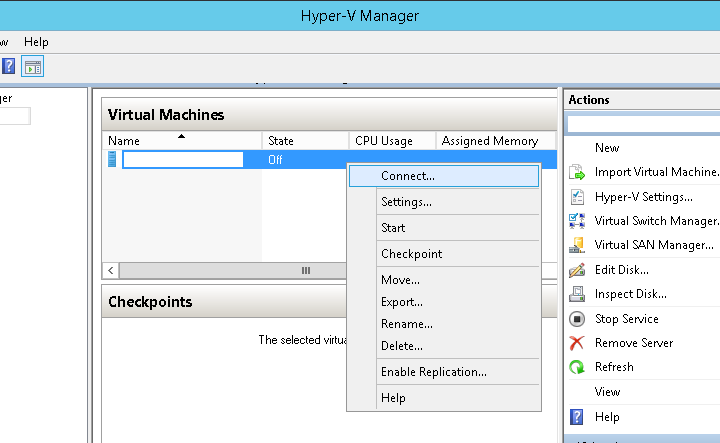 Hyper-V Manager
Help
Virtual Machines
Name State CPU Usage Assigned Memory
Off
Connect...
Settings...
Start
Checkpoint
Move...
Export...
Rename...
Delete...
Enable Replication...
Help
Checkpoints
The selected
Actions
New
Import Virtual Machine.
Hyper-V Settings...
Virtual Switch Manager.
Virtual SAN Manager...
Edit Disk...
Inspect Disk...
Stop Service
Remove Server
Refresh
View
Help